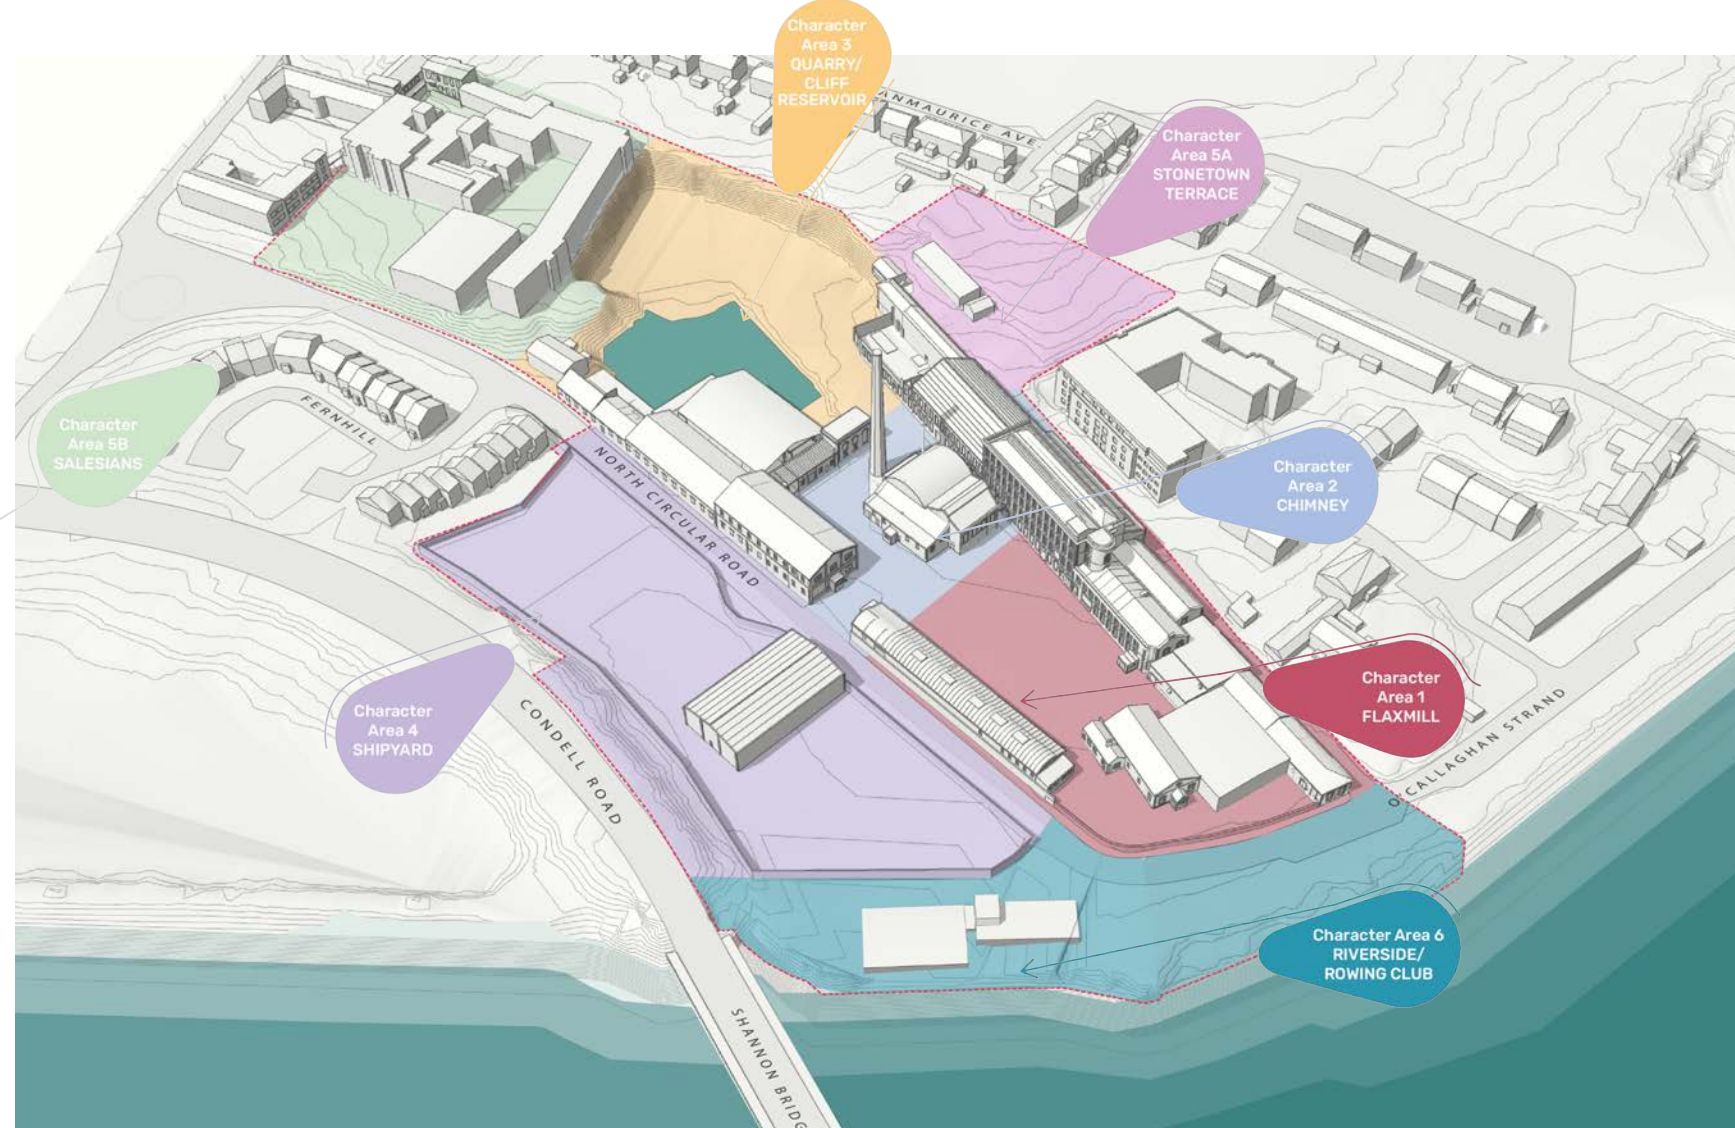 Character
Area 3
QUARRY/
CLIFF
RESERVOIR
ANMAURICE AVE
Character
Area 5A
STONETOWN
TERRACE
Character
Area 5B
SALESIANS
FERNHILL
NORTH CIRCULAR ROAD
Character
Area 2
CHIMNEY
Character
Area 4
SHIPYARD
CONDELL ROAD
Character
Area 1
FLAXMILL
O'CALLAGHAN STRAND
Character Area 6
RIVERSIDE/
ROWING CLUB
SHANNON BRIDG